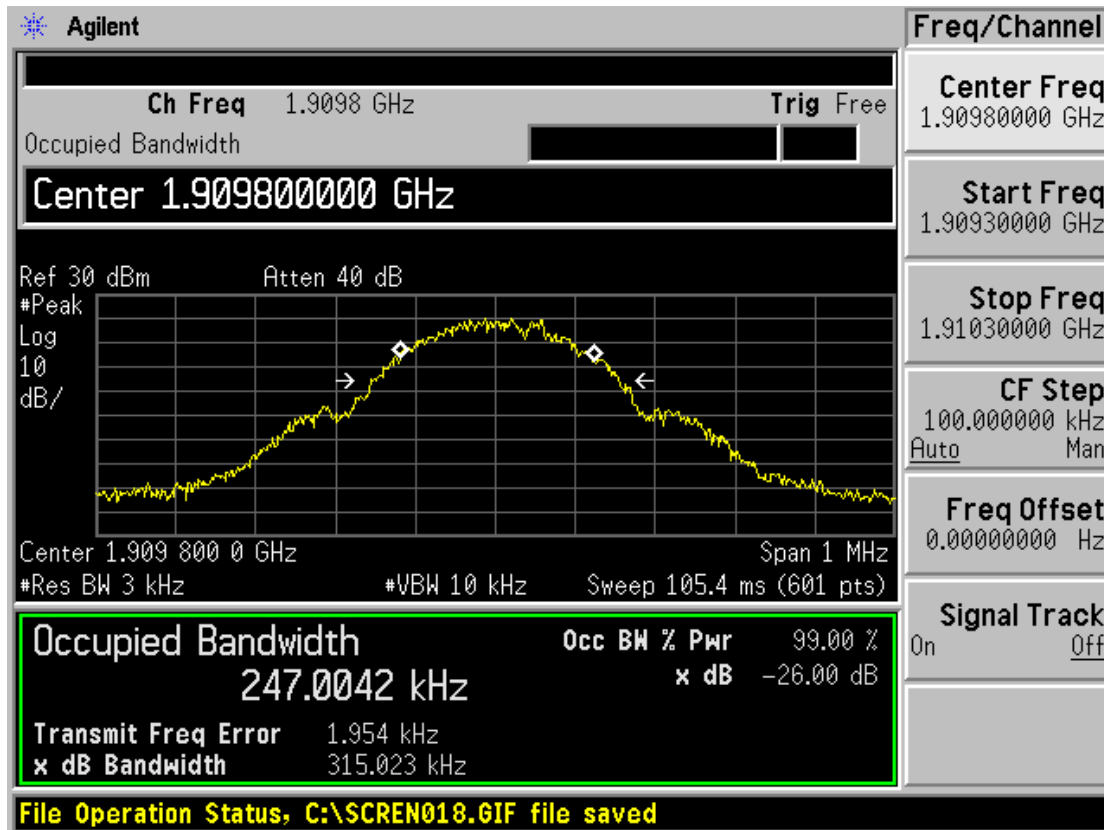 Agilent
Freq/Channel
Ch Freq 1.9098 GHz Trig Free
Occupied Bandwidth
Center 1.909800000 GHz
Ref 30 dBm Atten 40 dB
#Peak
Log
10
dB/
Center 1.909 800 0 GHz Span 1 MHz
#Res BW 3 kHz #VBW 10 kHz Sweep 105.4 ms (601 pts)
Occupied Bandwidth
247.0042 kHz
Occ BW % Pwr 99.00 %
x dB -26.00 dB
Transmit Freq Error 1.954 kHz
x dB Bandwidth 315.023 kHz
Center Freq
1.90980000 GHz
Start Freq
1.90930000 GHz
Stop Freq
1.91030000 GHz
CF Step
100.000000 kHz
Auto Man
Freq Offset
0.00000000 Hz
Signal Track
On Off
File Operation Status, C:\SCREN018.GIF file saved